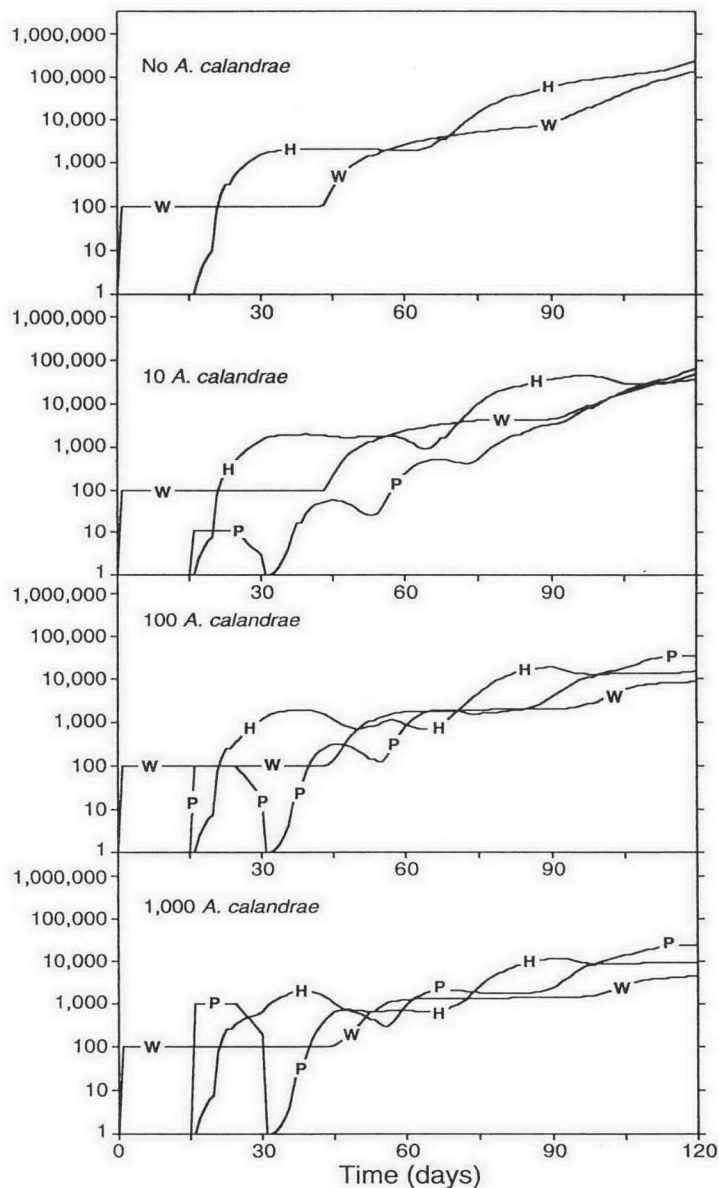 1,000,000
No A. calandrae
100,000
H
10,000
W
1,000
H
W
100
W
10
1
30
60
90
1,000,000
10 A. calandrae
100,000
H
10,000
W
1,000
H
P
100
W
10
P
1
30
60
90
1,000,000
100 A. calandrae
100,000
P
H
10,000
W
1,000
H
H
P
100
W
W
P
10
P
P
1
30
60
90
1,000,000
1,000 A. calandrae
100,000
P
10,000
H
W
1,000
P
H
P
H
W
100
W
10
P
1
0
30
60
90
120
Time (days)